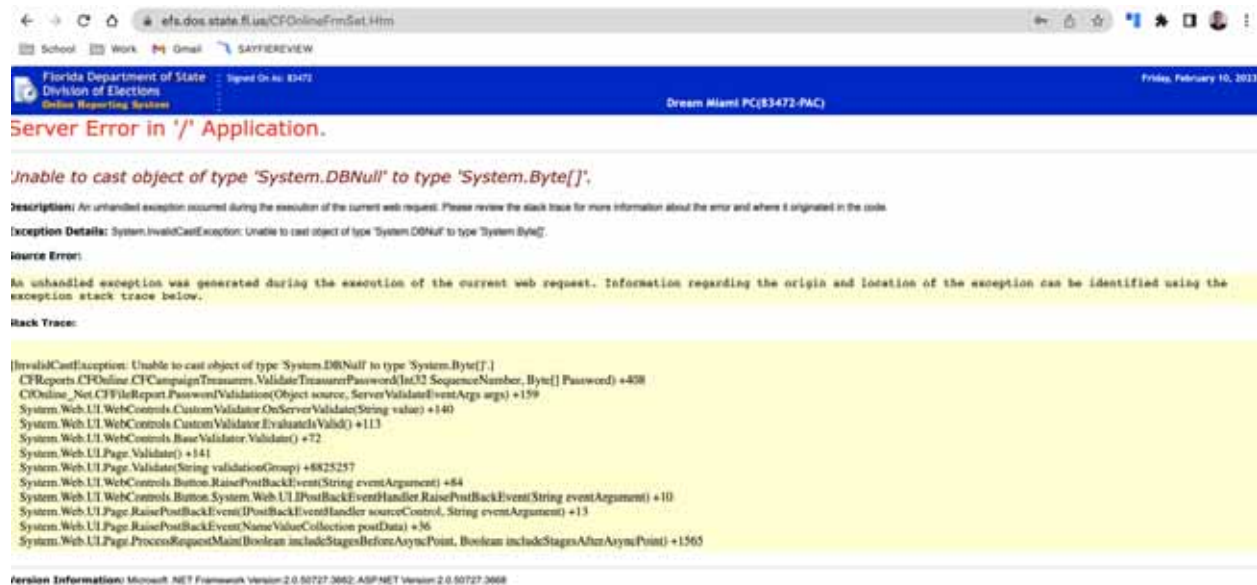 efs.dos.state.fl.us/CFOnlineFrmSet.Htm
School Work Gmail SAYFIEREVIEW
Florida Department of State
Division of Elections
Online Reporting System
Signed On As: 83472
Friday, February 10, 2023
Dream Miami PC(83472-PAC)
Server Error in '/' Application.
Unable to cast object of type 'System.DBNull' to type 'System.Byte[]'.
Description: An unhandled exception occurred during the execution of the current web request. Please review the stack trace for more information about the error and where it originated in the code.
Exception Details: System.InvalidCastException: Unable to cast object of type 'System.DBNull' to type 'System.Byte[]'.
Source Error:
An unhandled exception was generated during the execution of the current web request. Information regarding the origin and location of the exception can be identified using the
exception stack trace below.
Stack Trace:
[InvalidCastException: Unable to cast object of type 'System.DBNull' to type 'System.Byte[]'.]
CFReports.CFOnline.CFCampaignTreasurers.ValidateTreasurerPassword(Int32 SequenceNumber, Byte[] Password) +408
CfOnline_Net.CFFileReport.PasswordValidation(Object source, ServerValidateEventArgs args) +159
System.Web.UI.WebControls.CustomValidator.OnServerValidate(String value) +140
System.Web.UI.WebControls.CustomValidator.EvaluateIsValid() +113
System.Web.UI.WebControls.BaseValidator.Validate() +72
System.Web.UI.Page.Validate() +141
System.Web.UI.Page.Validate(String validationGroup) +8825257
System.Web.UI.WebControls.Button.RaisePostBackEvent(String eventArgument) +84
System.Web.UI.WebControls.Button.System.Web.UI.IPostBackEventHandler.RaisePostBackEvent(String eventArgument) +10
System.Web.UI.Page.RaisePostBackEvent(IPostBackEventHandler sourceControl, String eventArgument) +13
System.Web.UI.Page.RaisePostBackEvent(NameValueCollection postData) +36
System.Web.UI.Page.ProcessRequestMain(Boolean includeStagesBeforeAsyncPoint, Boolean includeStagesAfterAsyncPoint) +1565
Version Information: Microsoft .NET Framework Version:2.0.50727.3662; ASP.NET Version:2.0.50727.3668